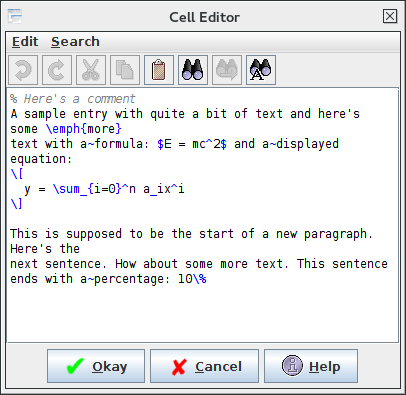 Cell Editor
Edit Search
A
% Here's a comment
A sample entry with quite a bit of text and here's
some \emph{more}
text with a~formula: $E = mc^2$ and a~displayed
equation:
\[
  y = \sum_{i=0}^n a_ix^i
\]
This is supposed to be the start of a new paragraph.
Here's the
next sentence. How about some more text. This sentence
ends with a~percentage: 10\%
Okay Cancel Help